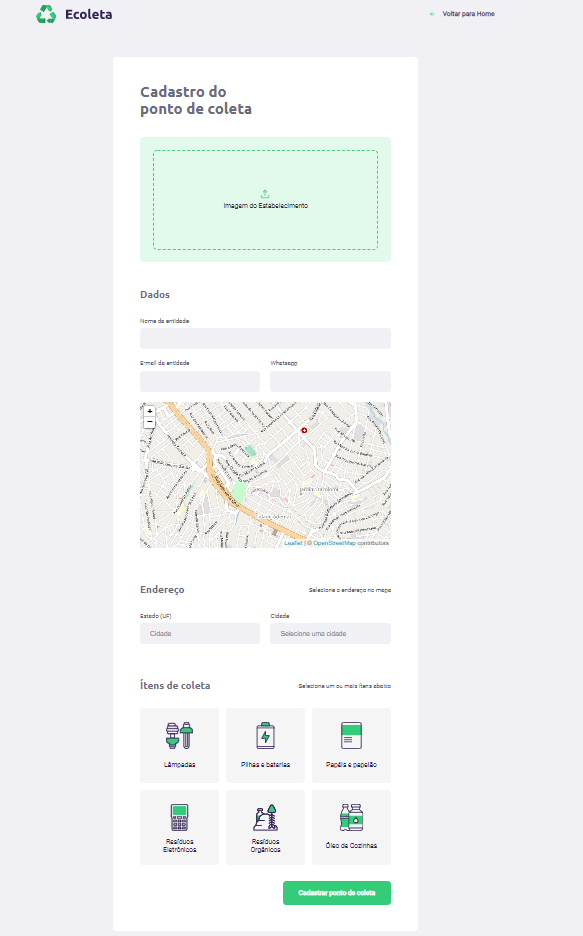 Ecoleta
Voltar para Home
Cadastro do
ponto de coleta
Imagem do Estabelecimento
Dados
Nome da entidade
E-mail da entidade
Whatsapp
+
−
Leaflet | © OpenStreetMap contributors
Endereço
Selecione o endereço no mapa
Estado (UF)
Cidade
Cidade
Selecione uma cidade
Ítens de coleta
Selecione um ou mais ítens abaixo
Lâmpadas
Pilhas e baterias
Papéis e papelão
Resíduos
Eletrônicos
Resíduos
Orgânicos
Óleo de Cozinhas
Cadastrar ponto de coleta